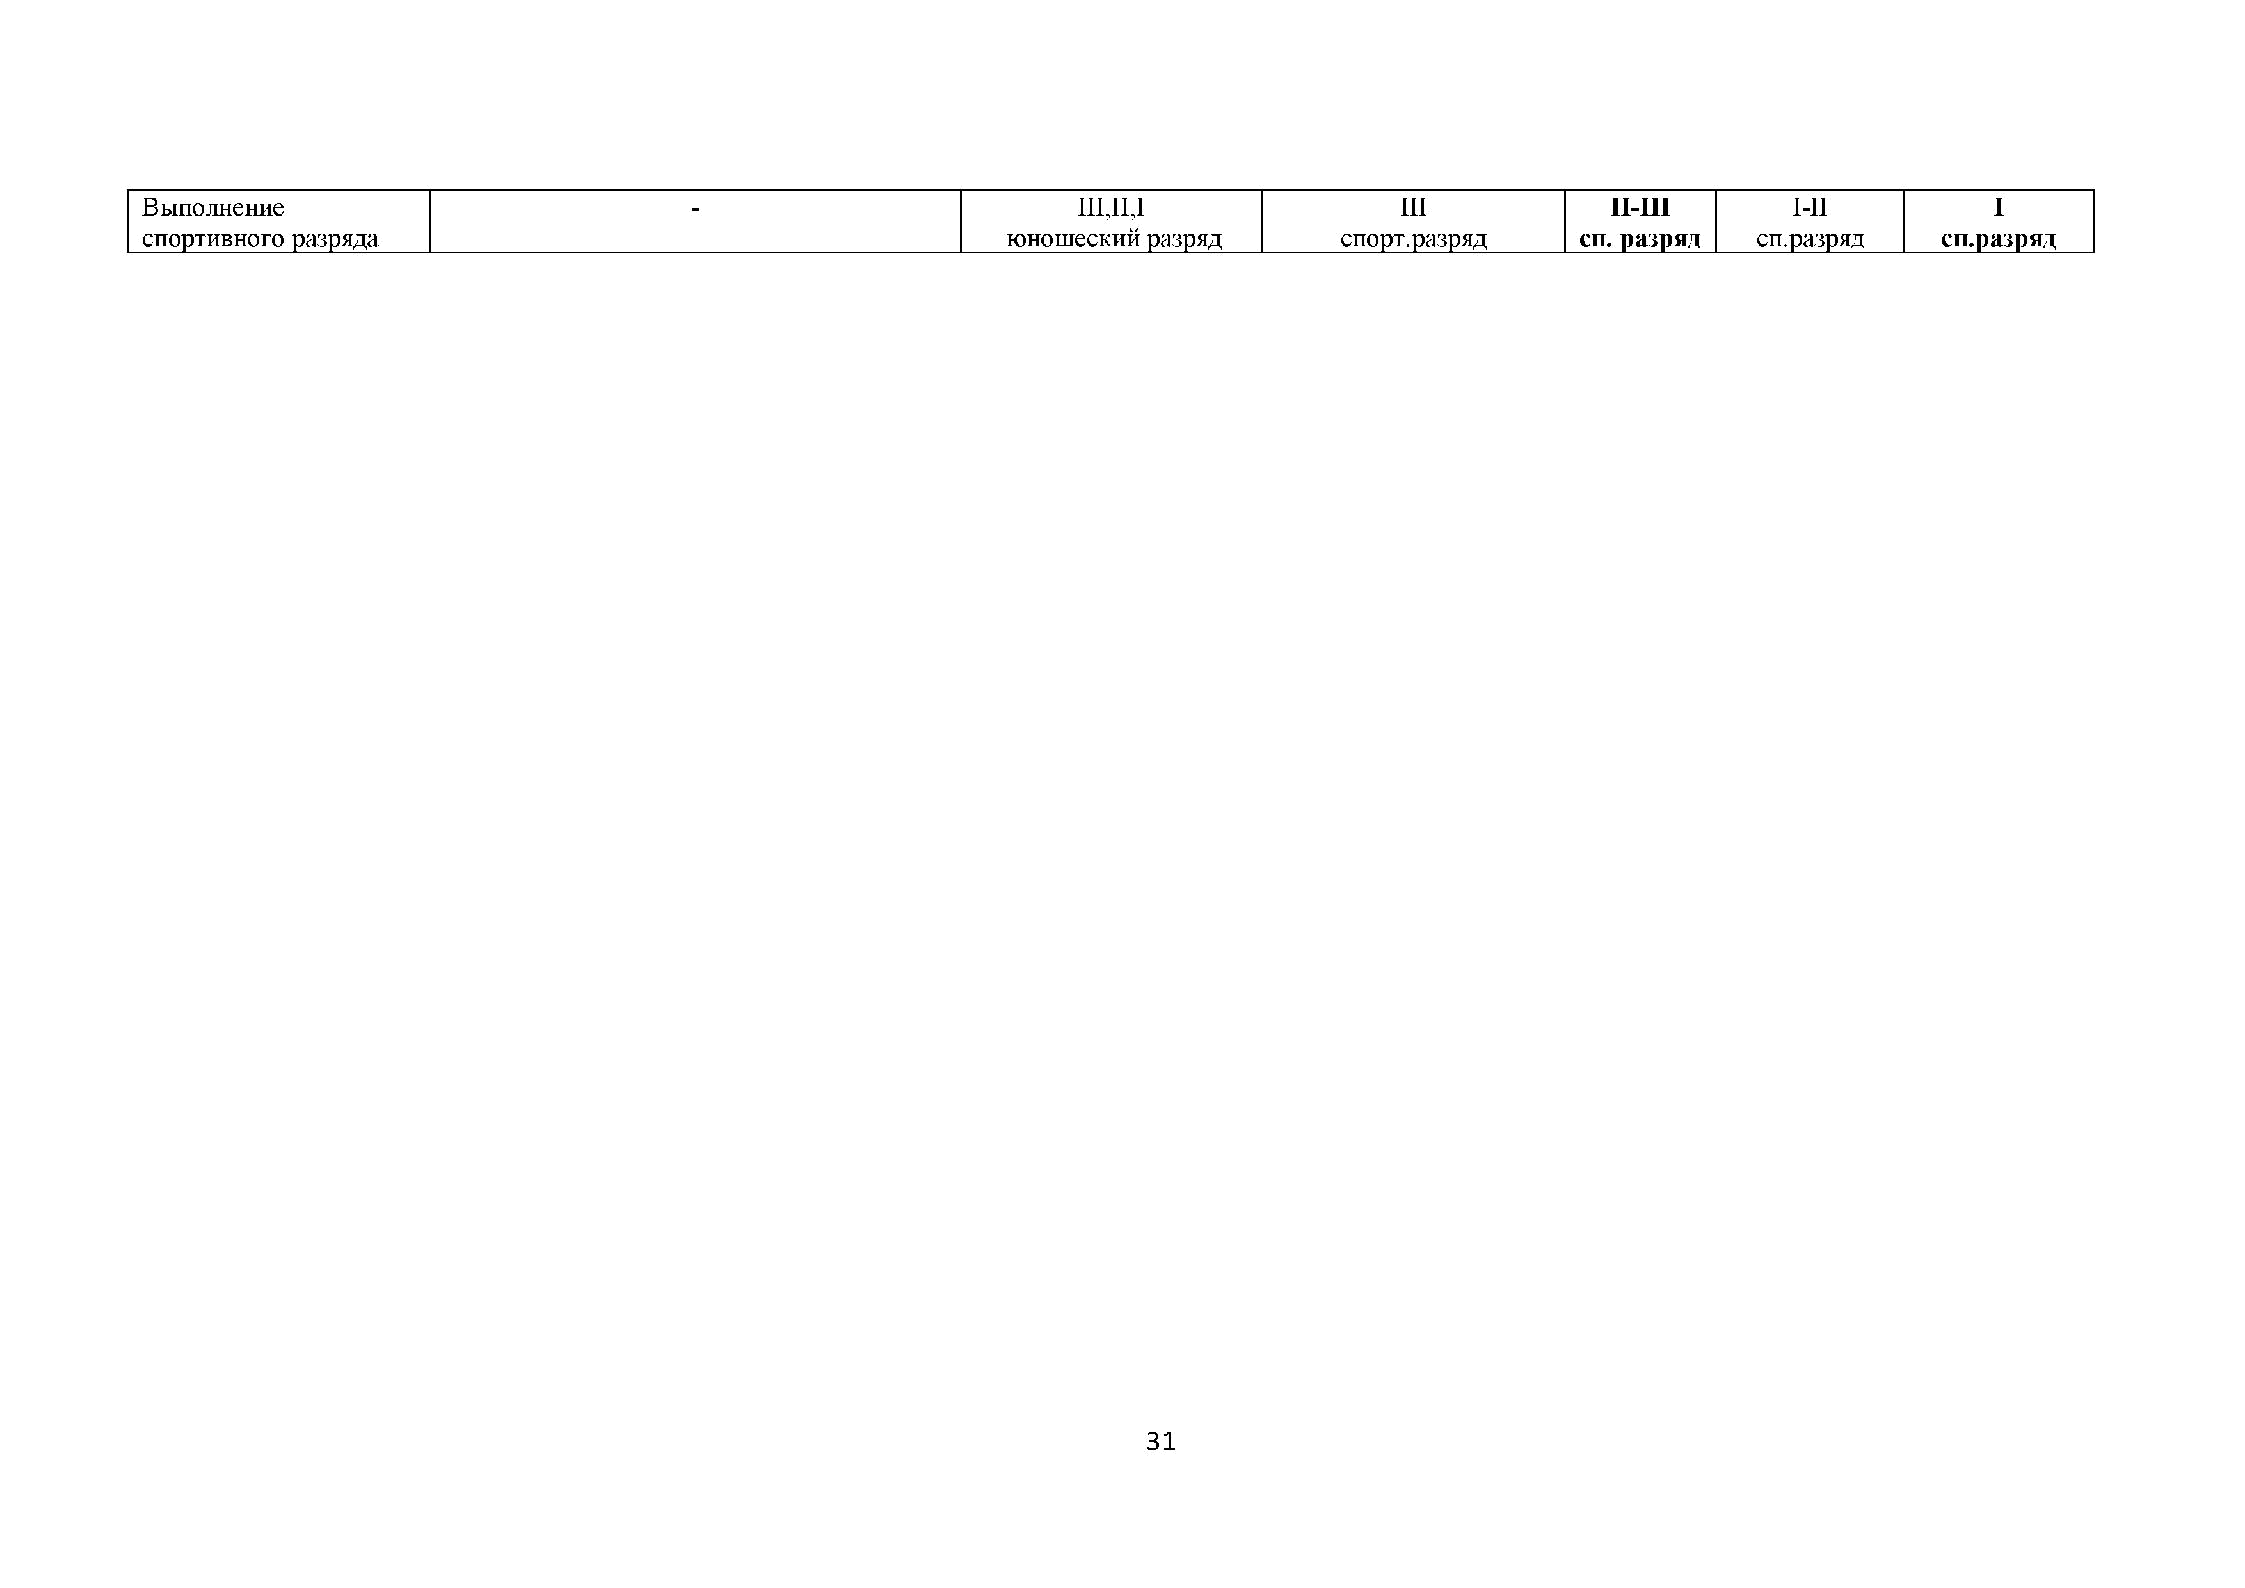 Выполнение спортивного разряда
-
III,II,I юношеский разряд
III спорт.разряд
II-III сп. разряд
I-II сп.разряд
I сп.разряд
31